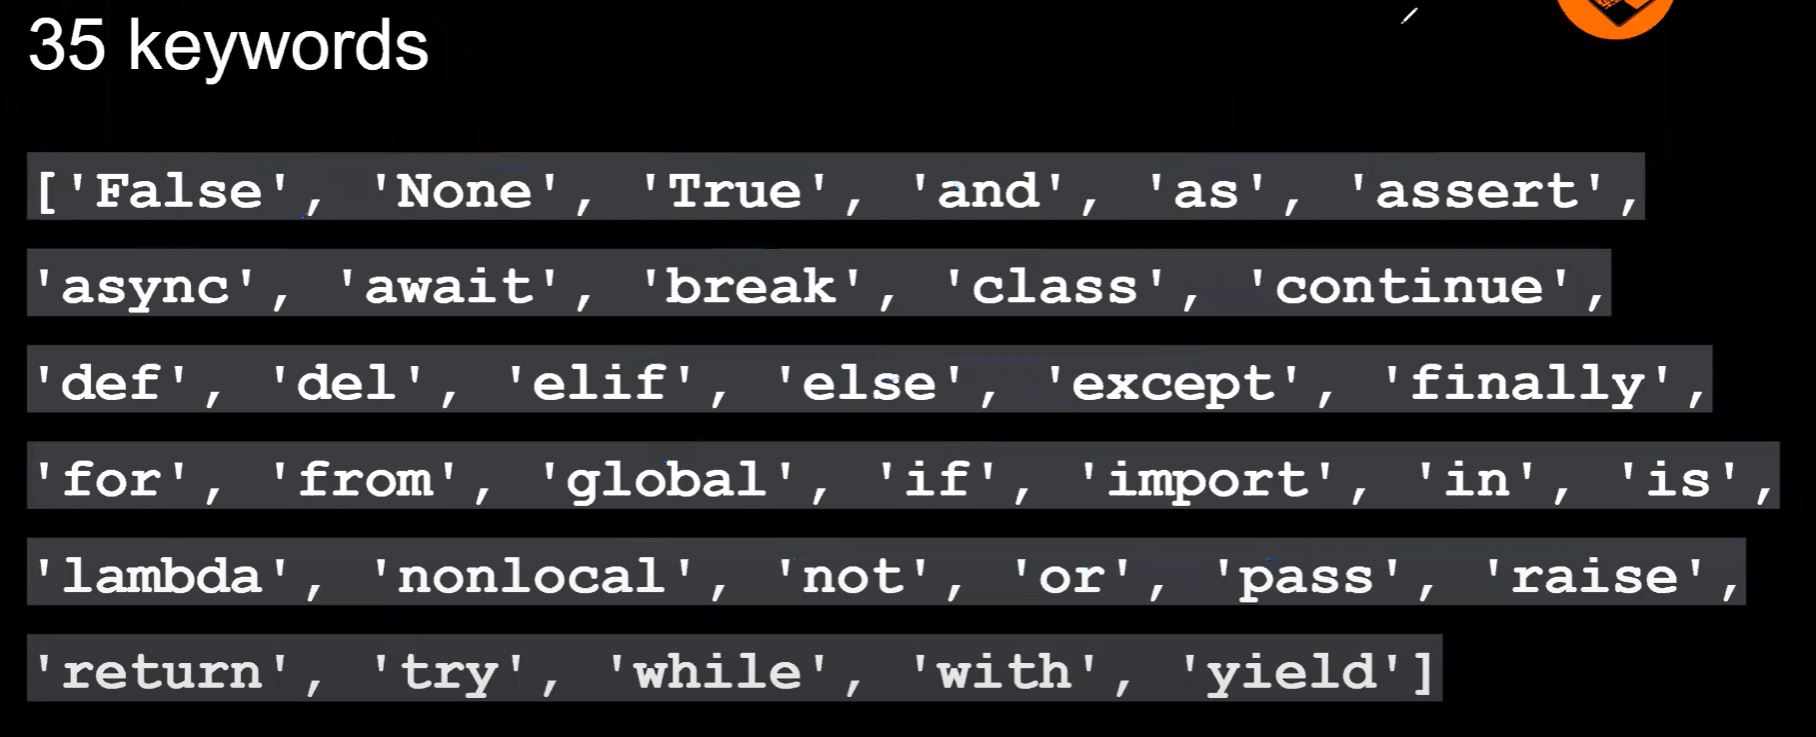 35 keywords
['False', 'None', 'True', 'and', 'as', 'assert',
'async', 'await', 'break', 'class', 'continue',
'def', 'del', 'elif', 'else', 'except', 'finally',
'for', 'from', 'global', 'if', 'import', 'in', 'is',
'lambda', 'nonlocal', 'not', 'or', 'pass', 'raise',
'return', 'try', 'while', 'with', 'yield']